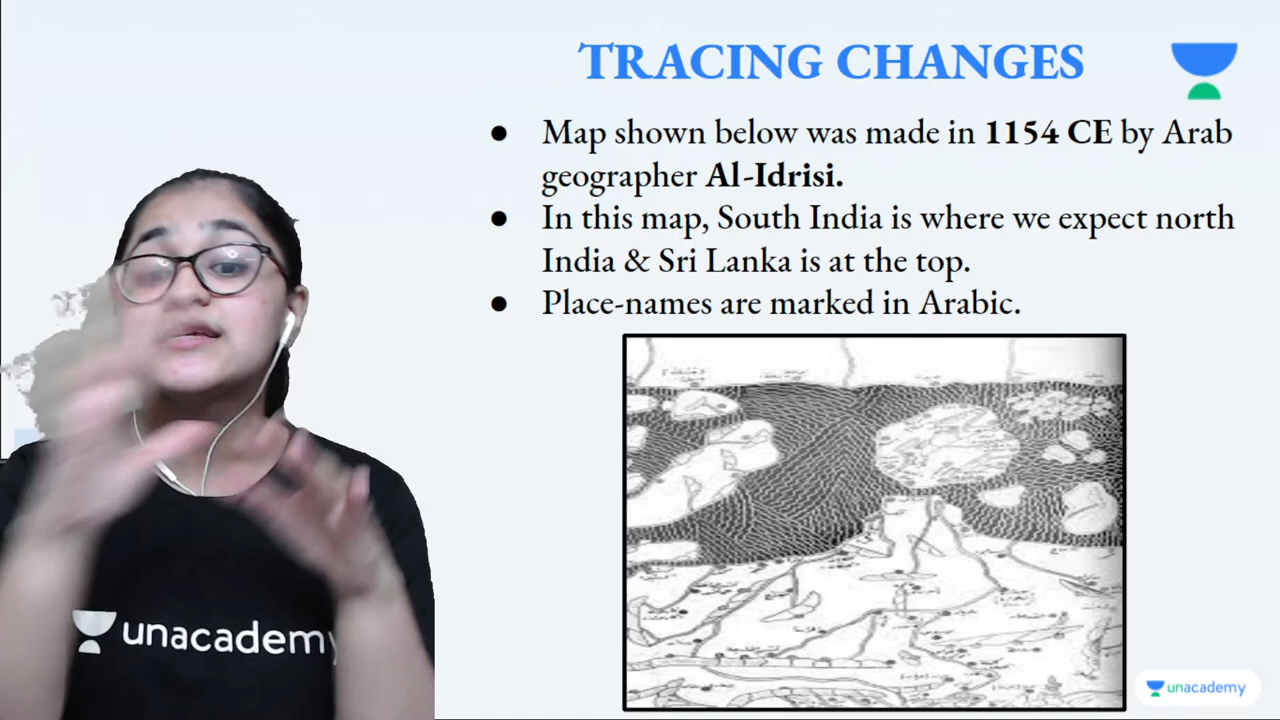 TRACING CHANGES
● Map shown below was made in 1154 CE by Arab
geographer Al-Idrisi.
● In this map, South India is where we expect north
India & Sri Lanka is at the top.
● Place-names are marked in Arabic.
unacademy
unacademy